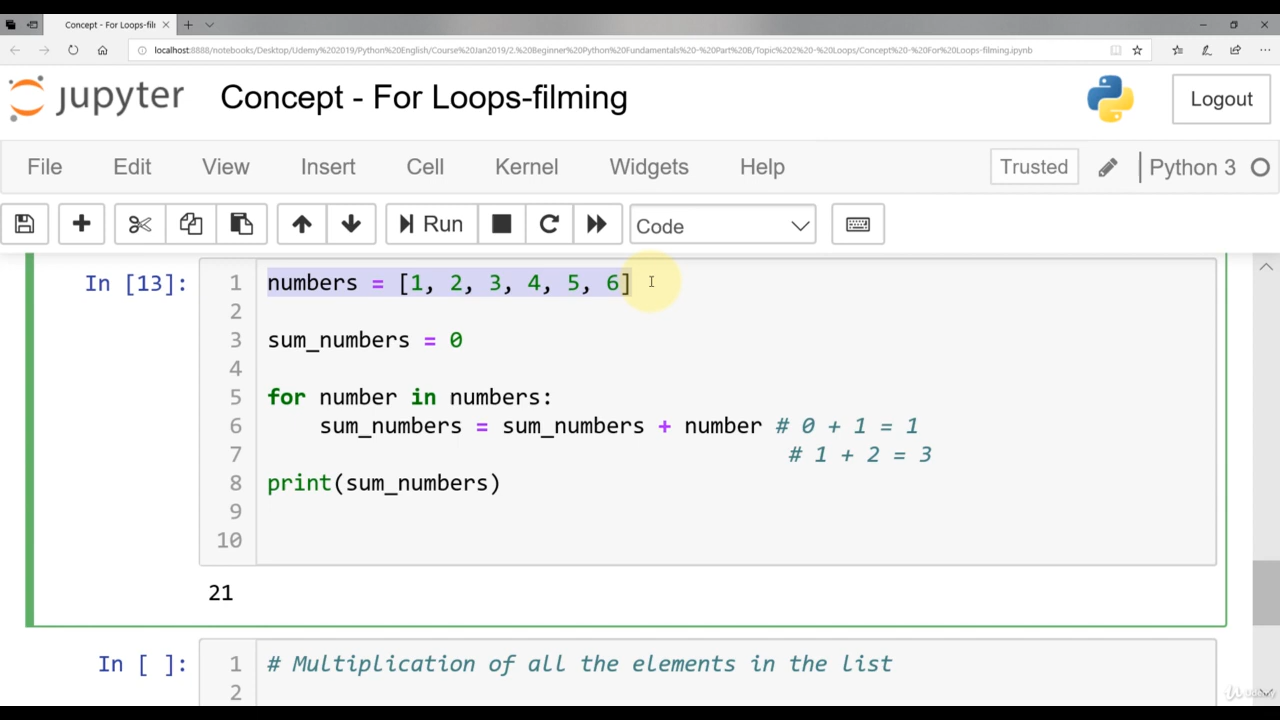 Concept - For Loops-film
localhost:8888/notebooks/Desktop/Udemy%202019/Python%20English/Course%20Jan2019/2.%20Beginner%20Python%20Fundamentals%20-%20Part%20B/Topic%202%20-%20Loops/Concept%20-%20For%20Loops-filming.ipynb
jupyter Concept - For Loops-filming Logout
File Edit View Insert Cell Kernel Widgets Help Trusted Python 3
Run Code
In [13]: 1 numbers = [1, 2, 3, 4, 5, 6]
2
3 sum_numbers = 0
4
5 for number in numbers:
6 sum_numbers = sum_numbers + number # 0 + 1 = 1
7 # 1 + 2 = 3
8 print(sum_numbers)
9
10
21
In [ ]: 1 # Multiplication of all the elements in the list
2
Udemy